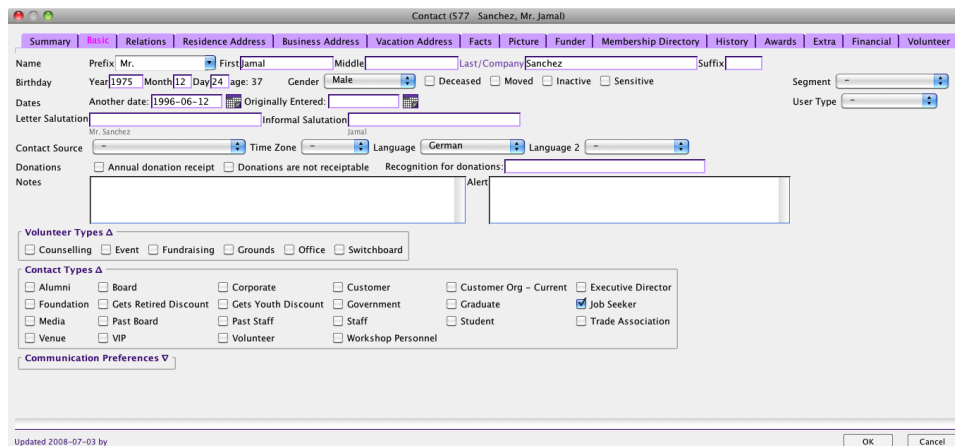 Contact (577 Sanchez, Mr. Jamal)
Summary Basic Relations Residence Address Business Address Vacation Address Facts Picture Funder Membership Directory History Awards Extra Financial Volunteer
Name Prefix Mr. First Jamal Middle Last/Company Sanchez Suffix
Birthday Year 1975 Month 12 Day 24 age: 37 Gender Male Deceased Moved Inactive Sensitive Segment –
Dates Another date: 1996-06-12 Originally Entered: User Type –
Letter Salutation Informal Salutation
Mr. Sanchez Jamal
Contact Source – Time Zone – Language German Language 2 –
Donations Annual donation receipt Donations are not receiptable Recognition for donations:
Notes Alert
Volunteer Types Δ
Counselling Event Fundraising Grounds Office Switchboard
Contact Types Δ
Alumni Board Corporate Customer Customer Org – Current Executive Director
Foundation Gets Retired Discount Gets Youth Discount Government Graduate Job Seeker
Media Past Board Past Staff Staff Student Trade Association
Venue VIP Volunteer Workshop Personnel
Communication Preferences ∇
Updated 2008-07-03 by OK Cancel